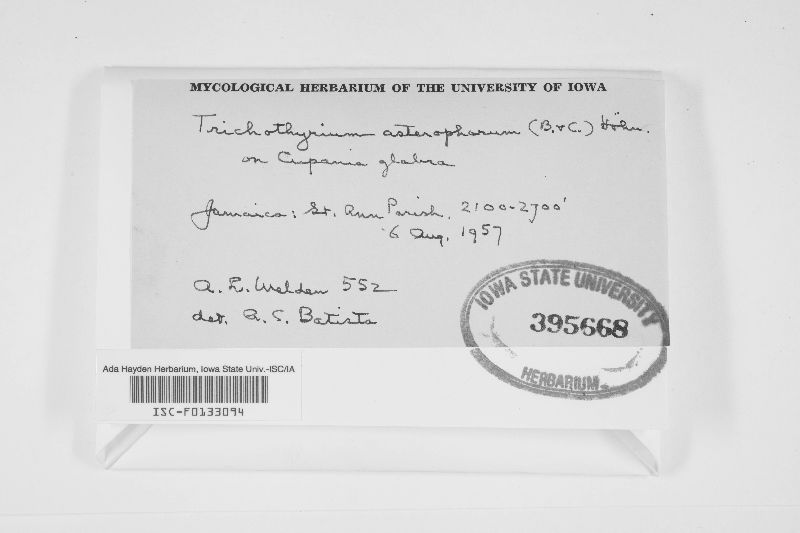 MYCOLOGICAL HERBARIUM OF THE UNIVERSITY OF IOWA
Trichothyrium asterophorum (B. & C.) Höhn.
on Cupania glabra
Jamaica: St. Ann Parish, 2100-2700'
6 Aug. 1957
A. L. Welden 552
det. A. C. Batista
IOWA STATE UNIVERSITY
395668
HERBARIUM
Ada Hayden Herbarium, Iowa State Univ.-ISC/IA
ISC-F0133094